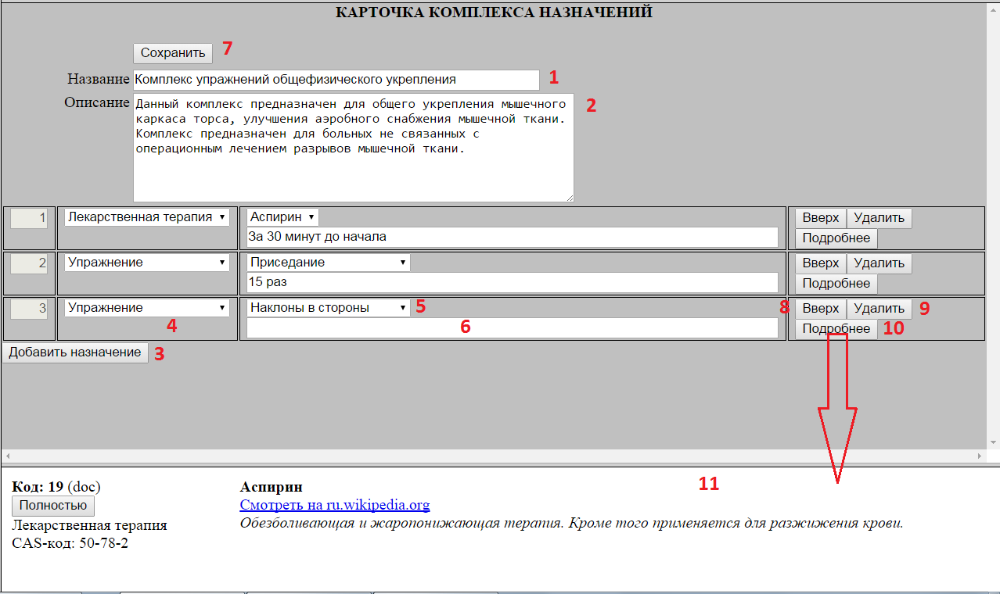 КАРТОЧКА КОМПЛЕКСА НАЗНАЧЕНИЙ
Сохранить 7
Название Комплекс упражнений общефизического укрепления 1
Описание Данный комплекс предназначен для общего укрепления мышечного 2
каркаса торса, улучшения аэробного снабжения мышечной ткани.
Комплекс предназначен для больных не связанных с
операционным лечением разрывов мышечной ткани.
1 Лекарственная терапия Аспирин Вверх Удалить
За 30 минут до начала Подробнее
2 Упражнение Приседание Вверх Удалить
15 раз Подробнее
3 Упражнение Наклоны в стороны 5 8 Вверх Удалить 9
4 6 Подробнее 10
Добавить назначение 3
11
Код: 19 (doc) Аспирин
Полностью Смотреть на ru.wikipedia.org
Лекарственная терапия Обезболивающая и жаропонижающая терапия. Кроме того применяется для разжижения крови.
CAS-код: 50-78-2